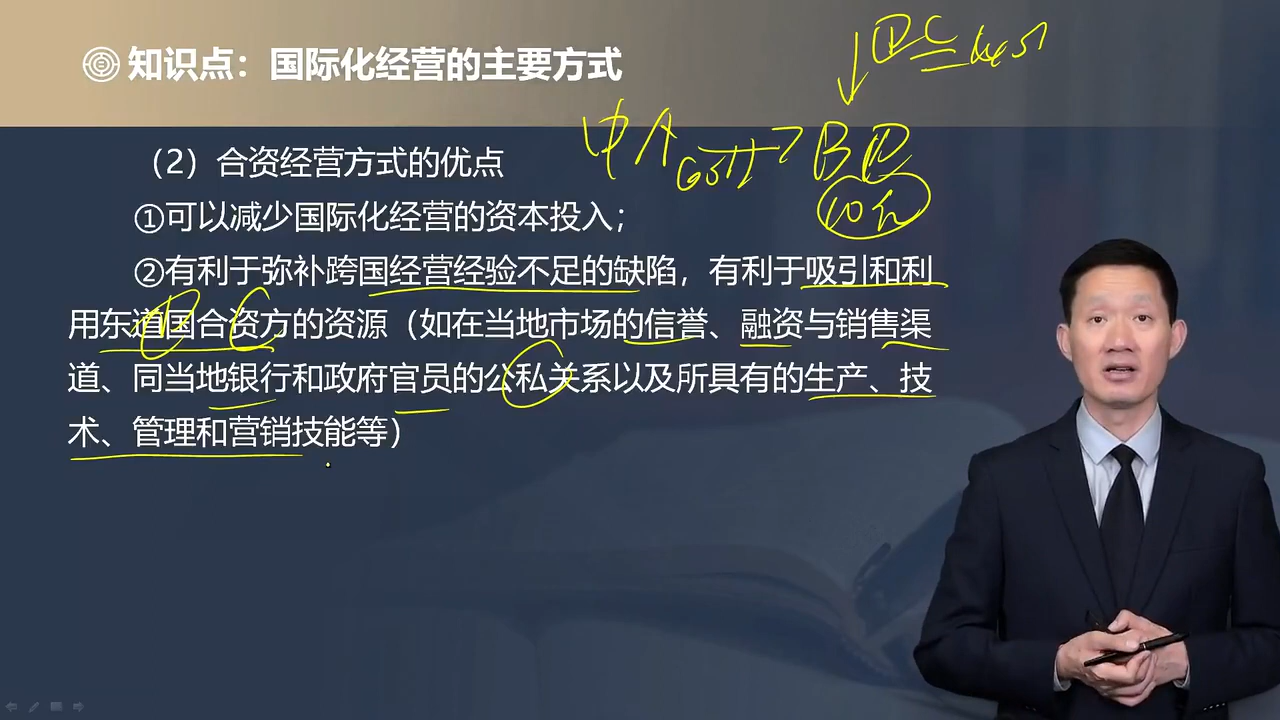 知识点：国际化经营的主要方式
中A → B
10亿
（2）合资经营方式的优点
①可以减少国际化经营的资本投入；
②有利于弥补跨国经营经验不足的缺陷，有利于吸引和利
用东道国合资方的资源（如在当地市场的信誉、融资与销售渠
道、同当地银行和政府官员的公私关系以及所具有的生产、技
术、管理和营销技能等）